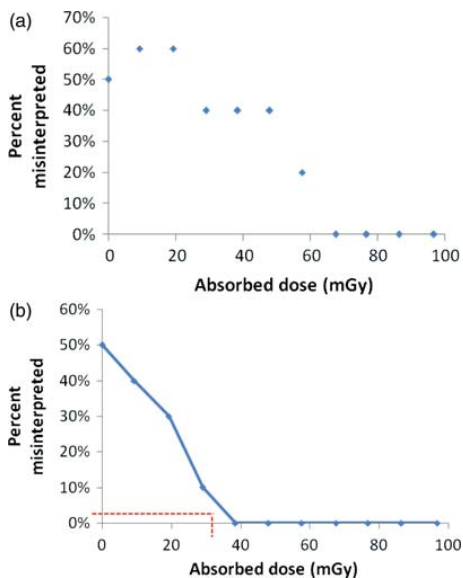 (a)
70%
60%
50%
40%
30%
20%
10%
0%
Percent
misinterpreted
0 20 40 60 80 100
Absorbed dose (mGy)
(b)
60%
50%
40%
30%
20%
10%
0%
Percent
misinterpreted
0 20 40 60 80 100
Absorbed dose (mGy)